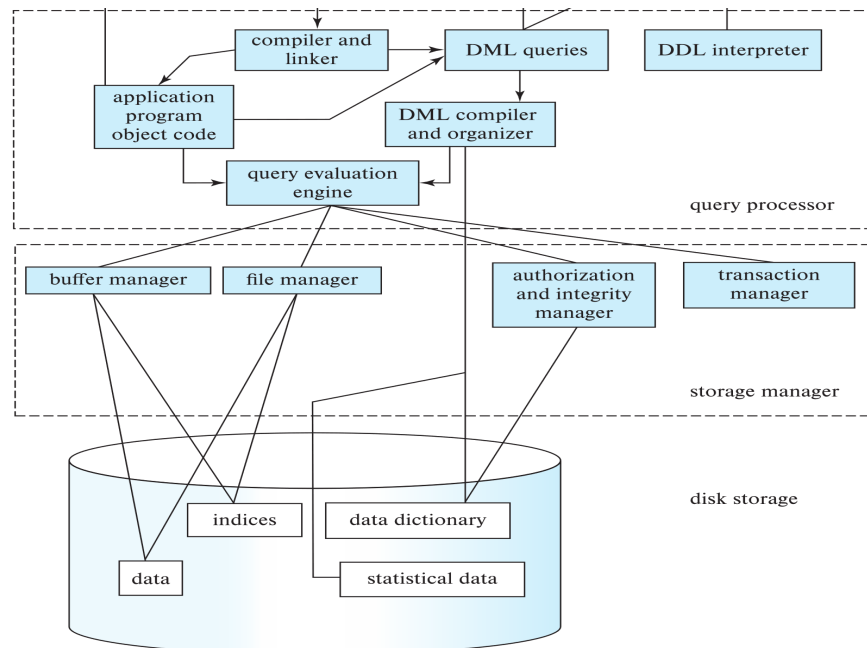 compiler and
linker
DML queries
DDL interpreter
application
program
object code
DML compiler
and organizer
query evaluation
engine
query processor
buffer manager
file manager
authorization
and integrity
manager
transaction
manager
storage manager
disk storage
indices
data dictionary
data
statistical data